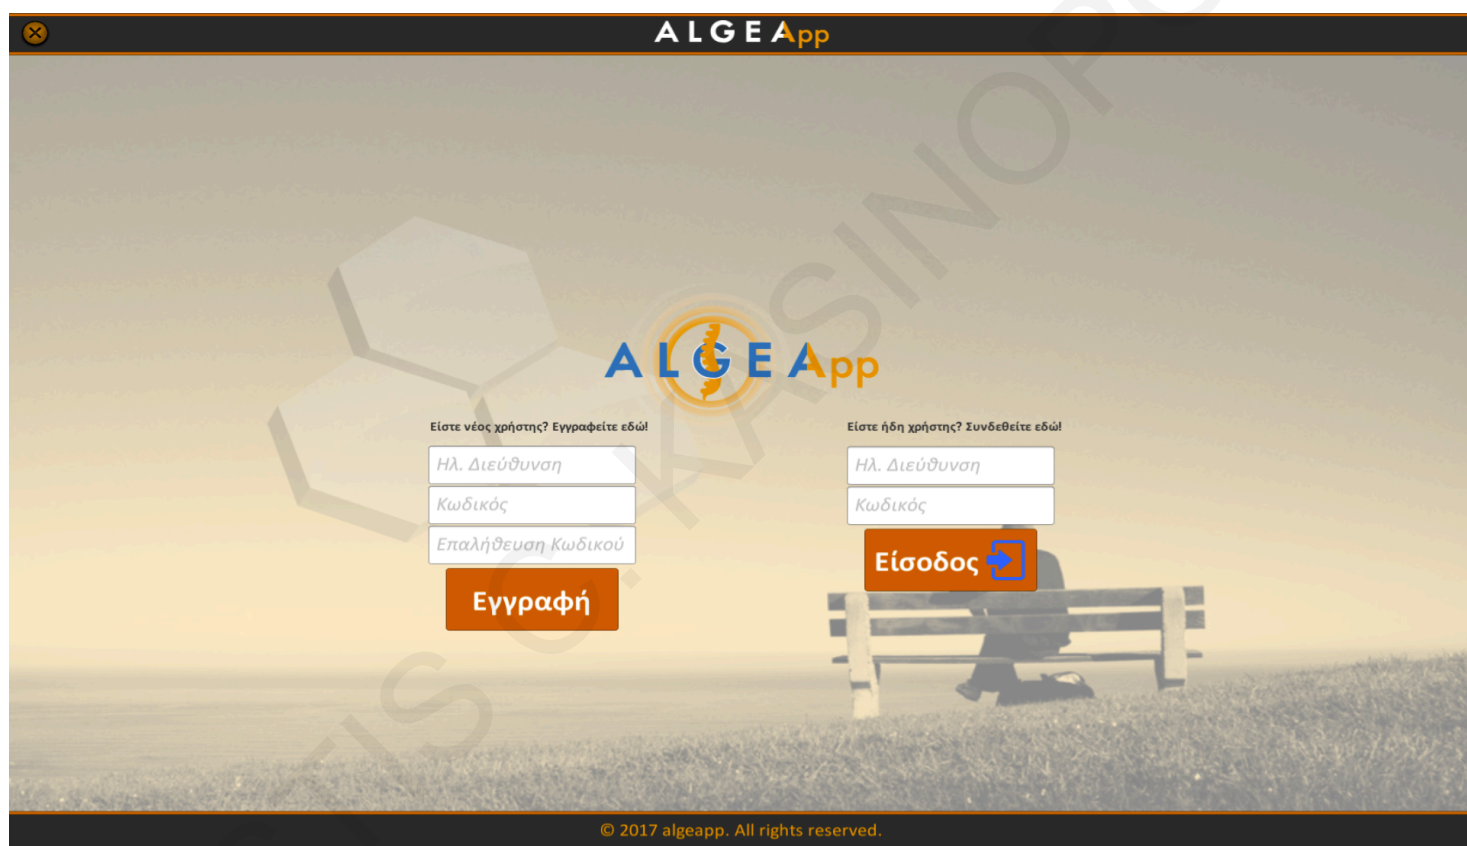 ALGEApp
ALGEApp
Είστε νέος χρήστης? Εγγραφείτε εδώ!
Ηλ. Διεύθυνση
Κωδικός
Επαλήθευση Κωδικού
Εγγραφή
Είστε ήδη χρήστης? Συνδεθείτε εδώ!
Ηλ. Διεύθυνση
Κωδικός
Είσοδος
© 2017 algeapp. All rights reserved.